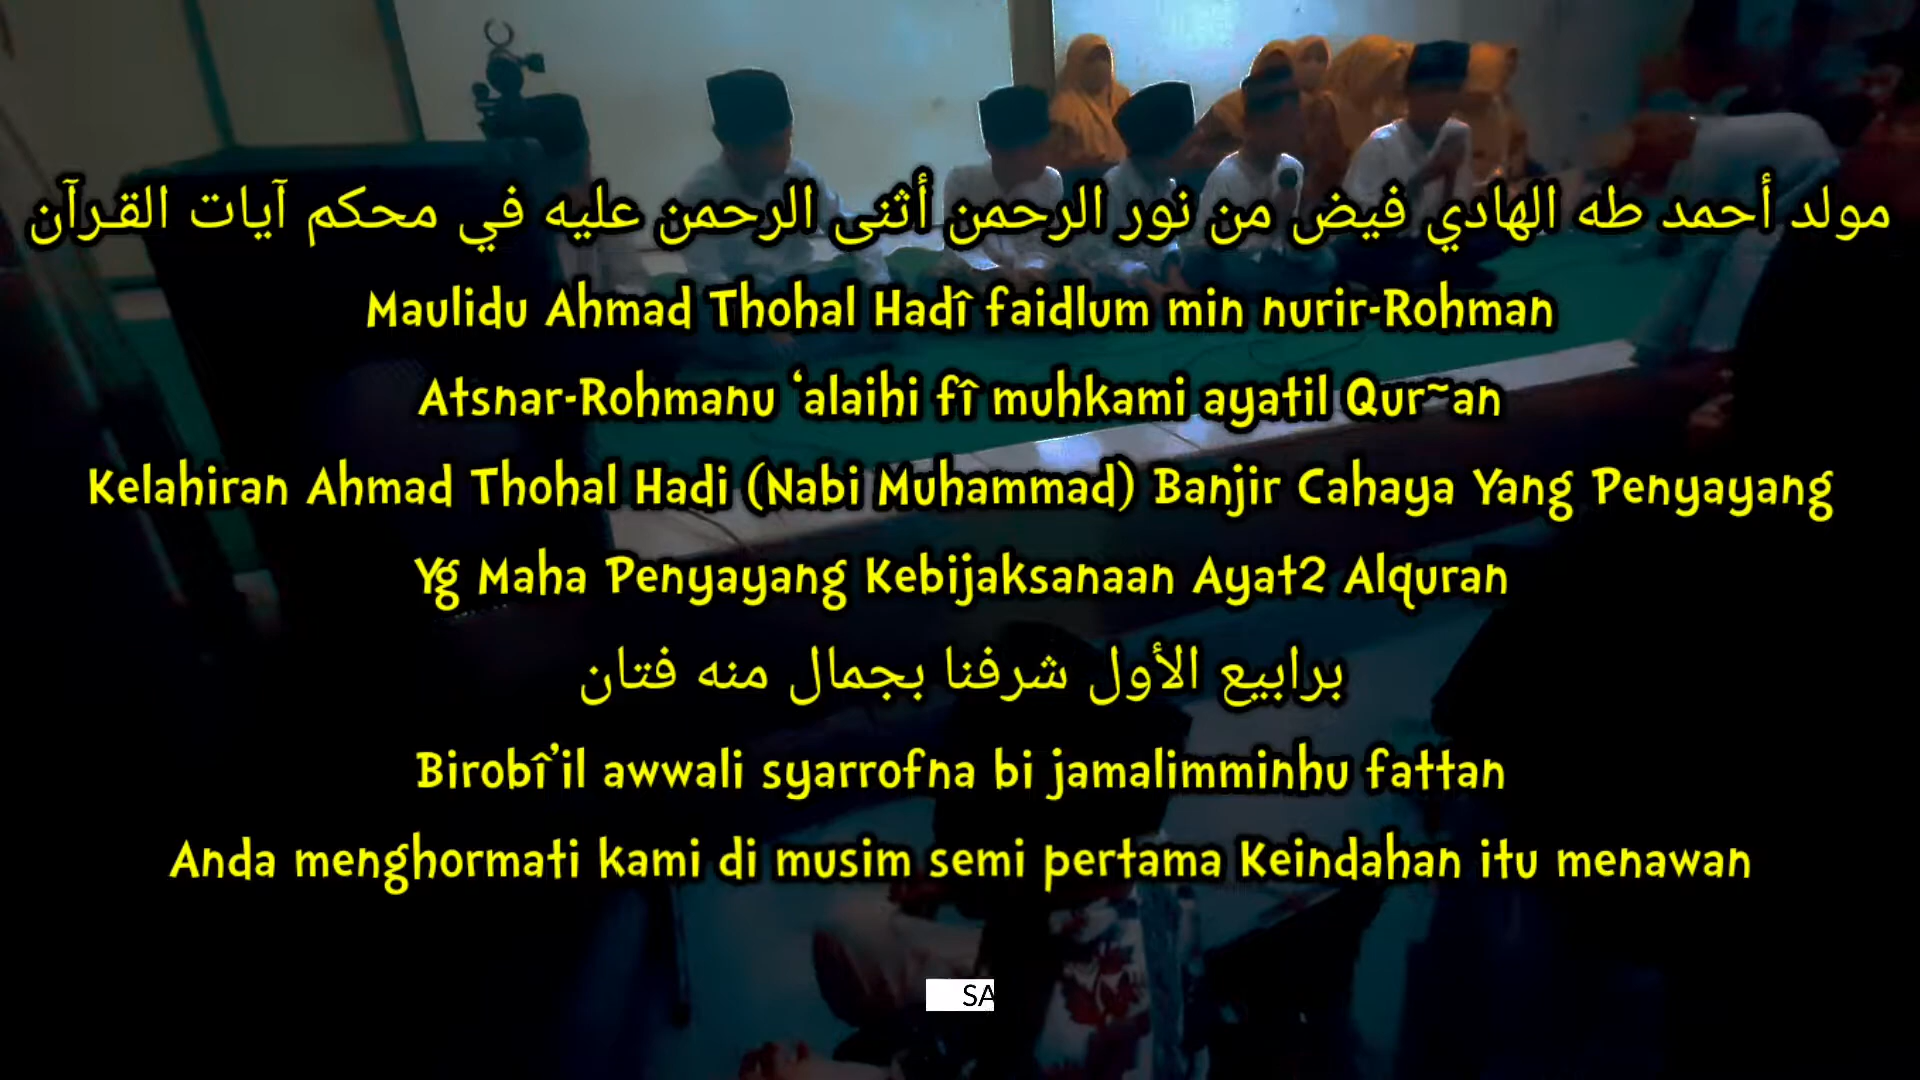 مولد أحمد طه الهادي فيض من نور الرحمن أثنى الرحمن عليه في محكم آيات القـرآن
Maulidu Ahmad Thohal Hadî faidlum min nurir-Rohman
Atsnar-Rohmanu ‘alaihi fî muhkami ayatil Qur~an
Kelahiran Ahmad Thohal Hadi (Nabi Muhammad) Banjir Cahaya Yang Penyayang
Yg Maha Penyayang Kebijaksanaan Ayat2 Alquran
برابيع الأول شرفنا بجمال منه فتان
Birobî’il awwali syarrofna bi jamalimminhu fattan
Anda menghormati kami di musim semi pertama Keindahan itu menawan
SA